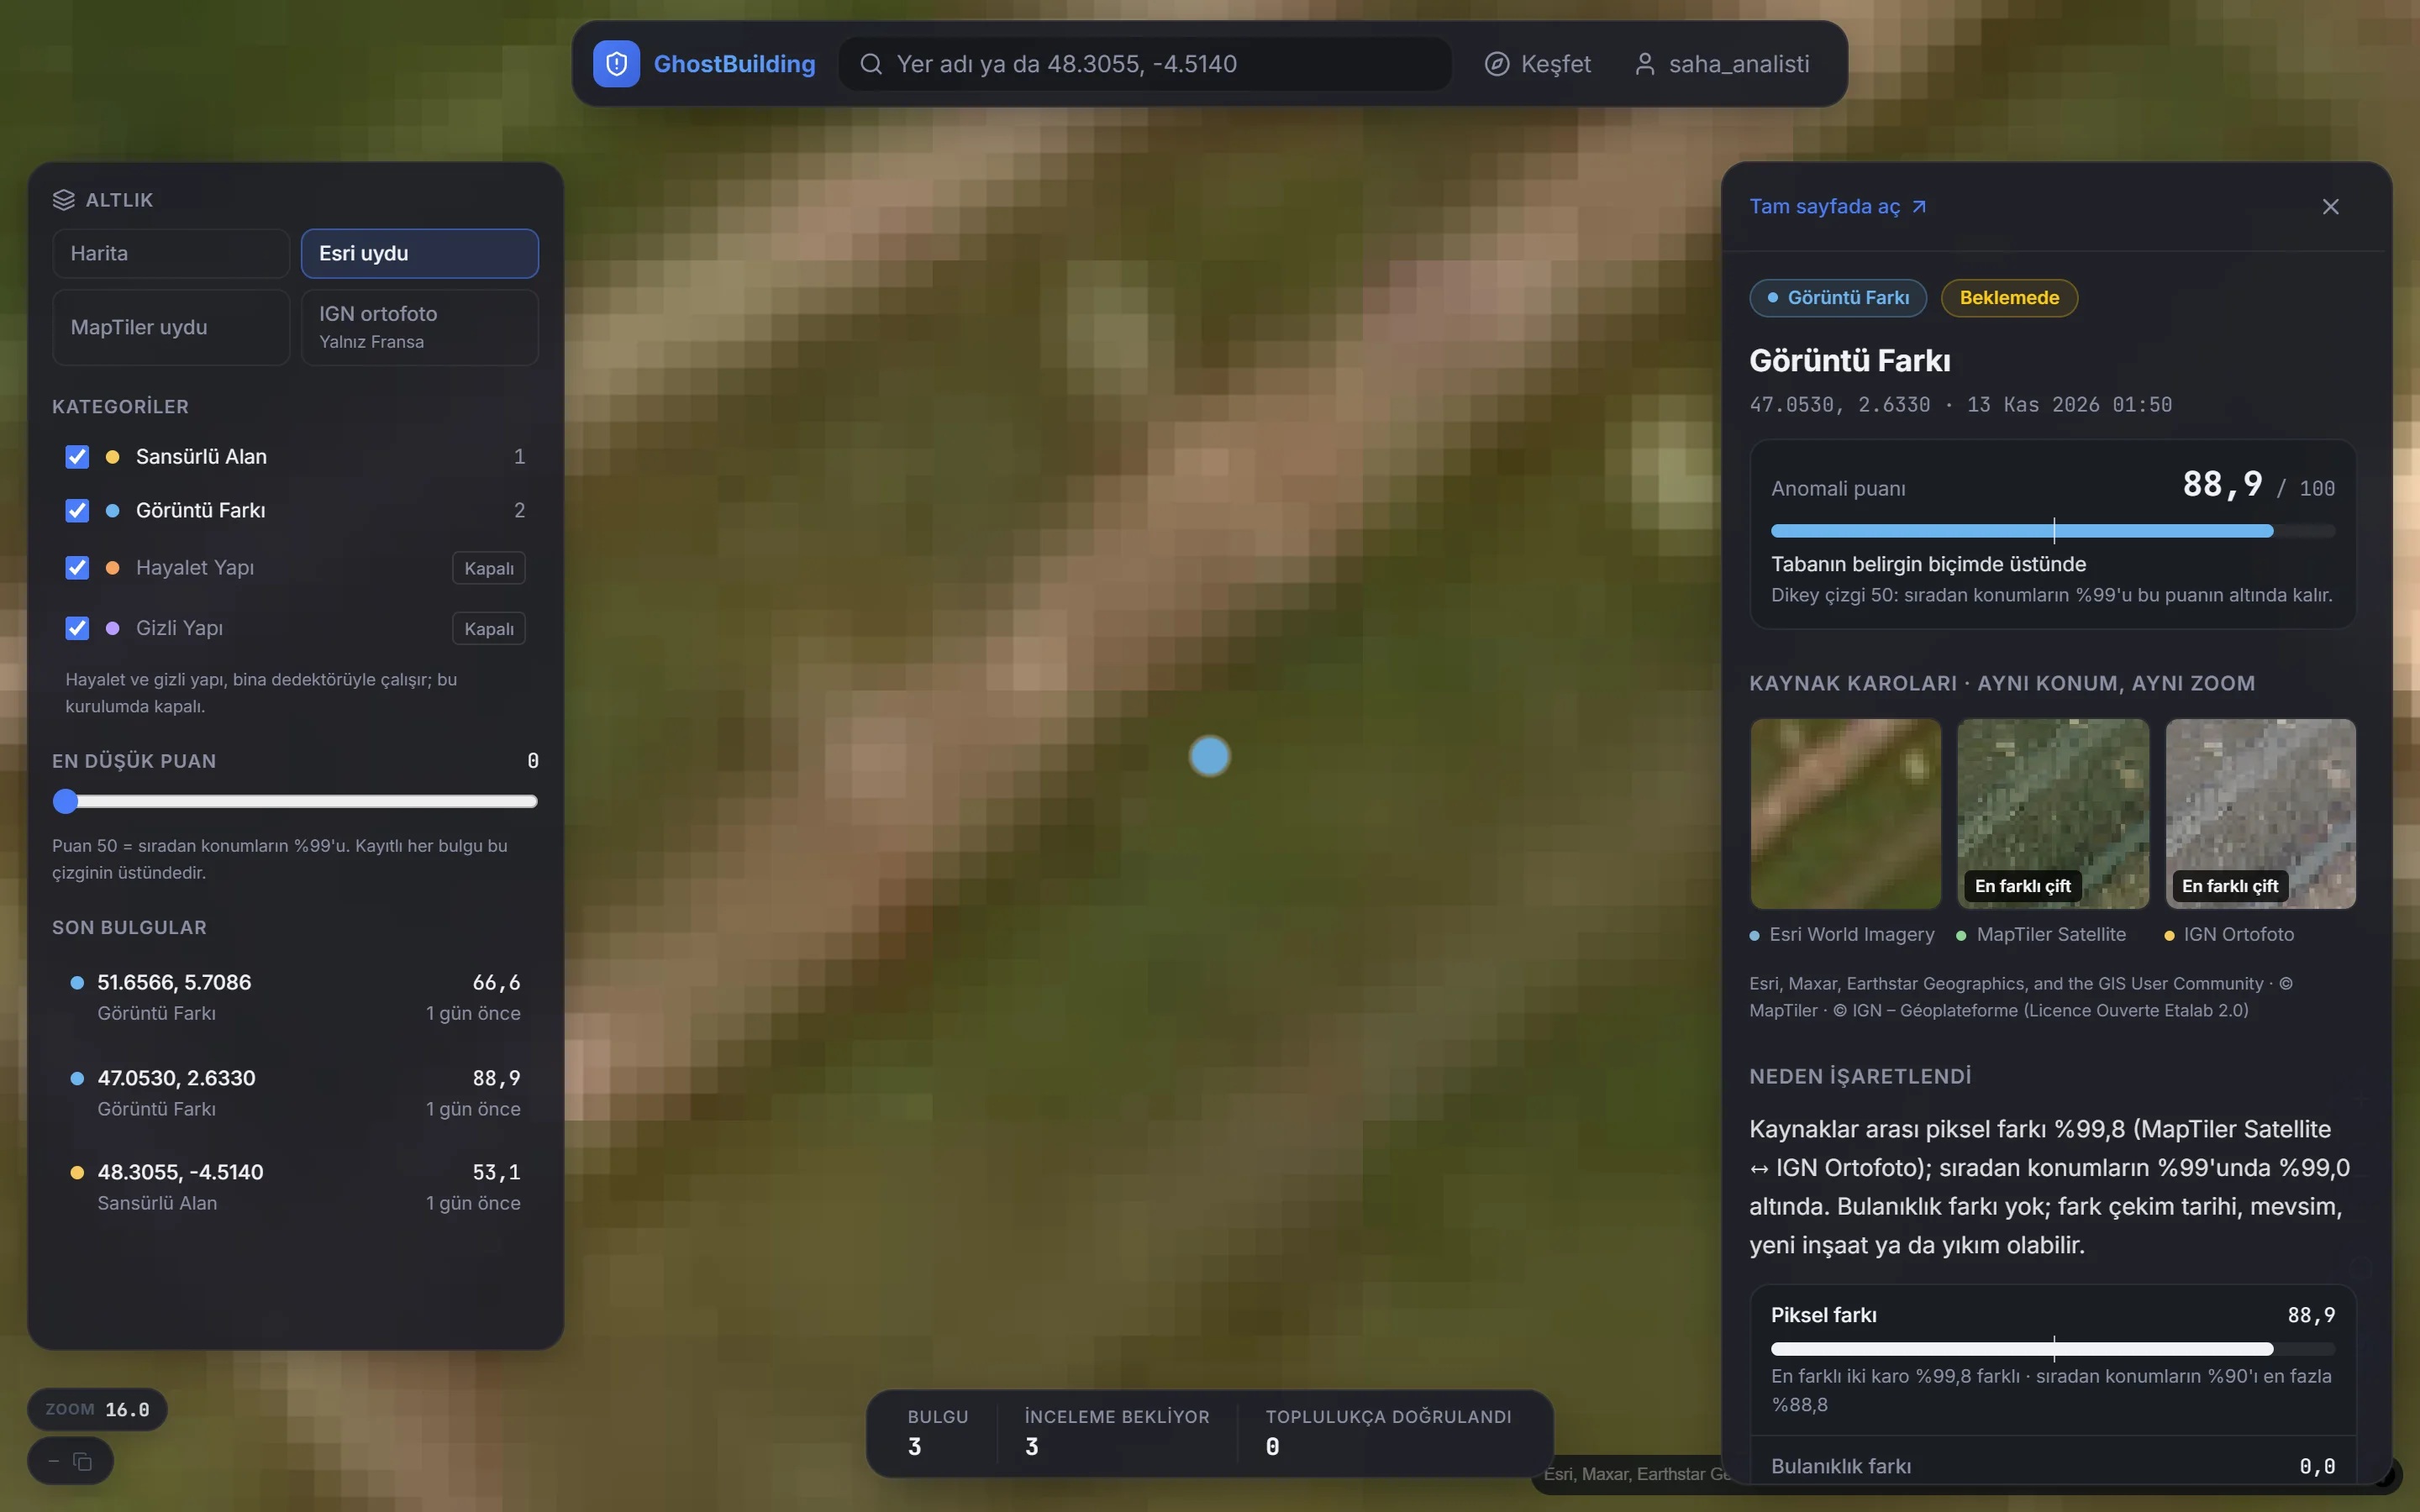 GhostBuilding
Yer adı ya da 48.3055, -4.5140
Keşfet
saha_analisti
ALTLIK
Harita
Esri uydu
MapTiler uydu
IGN ortofoto
Yalnız Fransa
KATEGORİLER
Sansürlü Alan
1
Görüntü Farkı
2
Hayalet Yapı
Kapalı
Gizli Yapı
Kapalı
Hayalet ve gizli yapı, bina dedektörüyle çalışır; bu
kurulumda kapalı.
EN DÜŞÜK PUAN
0
Puan 50 = sıradan konumların %99'u. Kayıtlı her bulgu bu
çizginin üstündedir.
SON BULGULAR
51.6566, 5.7086
66,6
Görüntü Farkı
1 gün önce
47.0530, 2.6330
88,9
Görüntü Farkı
1 gün önce
48.3055, -4.5140
53,1
Sansürlü Alan
1 gün önce
ZOOM 16.0
BULGU
3
İNCELEME BEKLİYOR
3
TOPLULUKÇA DOĞRULANDI
0
Esri, Maxar, Earthstar Ge
Tam sayfada aç
Görüntü Farkı
Beklemede
Görüntü Farkı
47.0530, 2.6330 · 13 Kas 2026 01:50
Anomali puanı
88,9 / 100
Tabanın belirgin biçimde üstünde
Dikey çizgi 50: sıradan konumların %99'u bu puanın altında kalır.
KAYNAK KAROLARI · AYNI KONUM, AYNI ZOOM
En farklı çift
En farklı çift
Esri World Imagery
MapTiler Satellite
IGN Ortofoto
Esri, Maxar, Earthstar Geographics, and the GIS User Community · ©
MapTiler · © IGN – Géoplateforme (Licence Ouverte Etalab 2.0)
NEDEN İŞARETLENDİ
Kaynaklar arası piksel farkı %99,8 (MapTiler Satellite
↔ IGN Ortofoto); sıradan konumların %99'unda %99,0
altında. Bulanıklık farkı yok; fark çekim tarihi, mevsim,
yeni inşaat ya da yıkım olabilir.
Piksel farkı
88,9
En farklı iki karo %99,8 farklı · sıradan konumların %90'ı en fazla
%88,8
Bulanıklık farkı
0,0